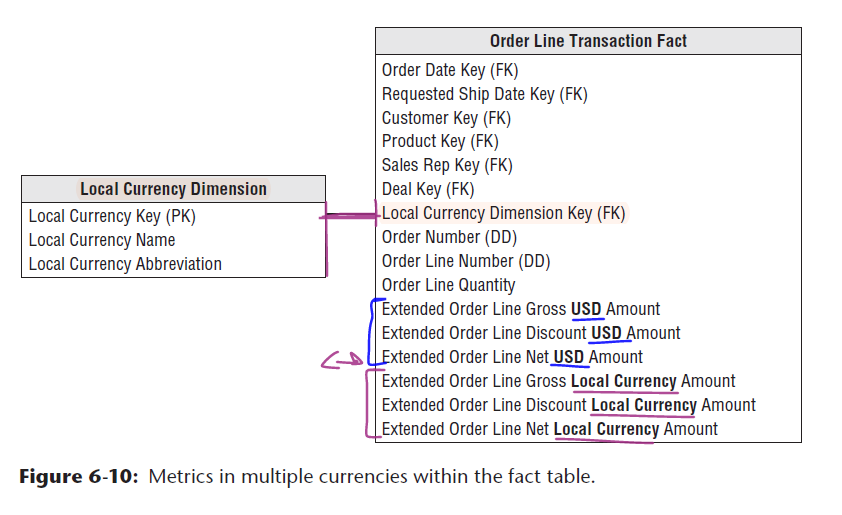 Order Line Transaction Fact
Order Date Key (FK)
Requested Ship Date Key (FK)
Customer Key (FK)
Product Key (FK)
Sales Rep Key (FK)
Deal Key (FK)
Local Currency Dimension Key (FK)
Order Number (DD)
Order Line Number (DD)
Order Line Quantity
Extended Order Line Gross USD Amount
Extended Order Line Discount USD Amount
Extended Order Line Net USD Amount
Extended Order Line Gross Local Currency Amount
Extended Order Line Discount Local Currency Amount
Extended Order Line Net Local Currency Amount
Local Currency Dimension
Local Currency Key (PK)
Local Currency Name
Local Currency Abbreviation
Figure 6-10: Metrics in multiple currencies within the fact table.